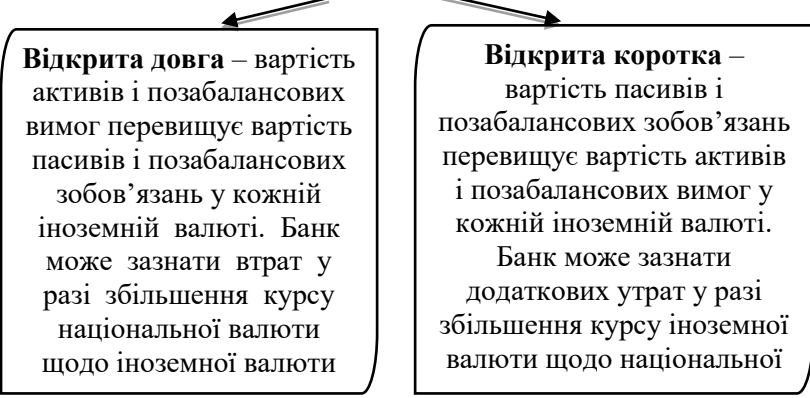 Відкрита довга – вартість
активів і позабалансових
вимог перевищує вартість
пасивів і позабалансових
зобов’язань у кожній
іноземній валюті. Банк
може зазнати втрат у
разі збільшення курсу
національної валюти
щодо іноземної валюти
Відкрита коротка –
вартість пасивів і
позабалансових зобов’язань
перевищує вартість активів
і позабалансових вимог у
кожній іноземній валюті.
Банк може зазнати
додаткових утрат у разі
збільшення курсу іноземної
валюти щодо національної